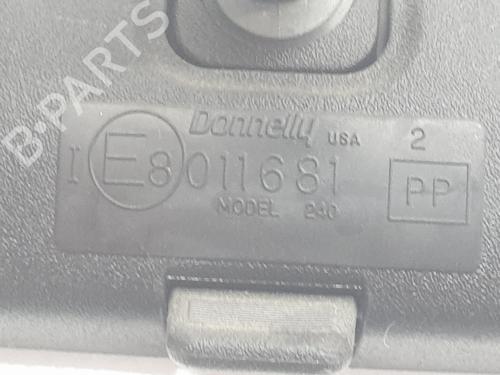 B·PARTS
Donnelly USA 2
I E8 011681 PP
MODEL 240